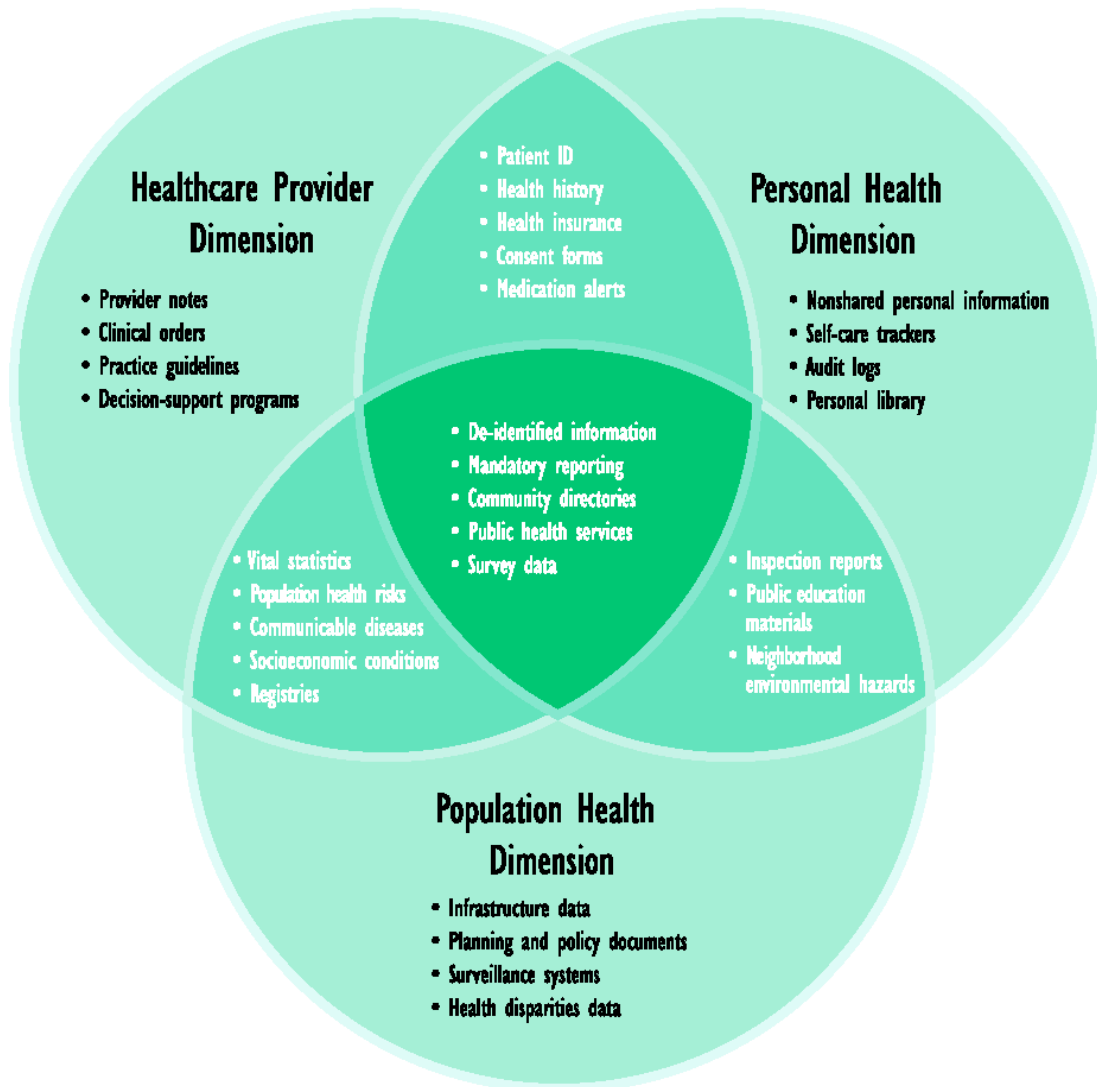 Healthcare Provider
Dimension
• Provider notes
• Clinical orders
• Practice guidelines
• Decision-support programs
• Patient ID
• Health history
• Health insurance
• Consent forms
• Medication alerts
Personal Health
Dimension
• Nonshared personal information
• Self-care trackers
• Audit logs
• Personal library
• De-identified information
• Mandatory reporting
• Community directories
• Public health services
• Survey data
• Vital statistics
• Population health risks
• Communicable diseases
• Socioeconomic conditions
• Registries
• Inspection reports
• Public education
materials
• Neighborhood
environmental hazards
Population Health
Dimension
• Infrastructure data
• Planning and policy documents
• Surveillance systems
• Health disparities data